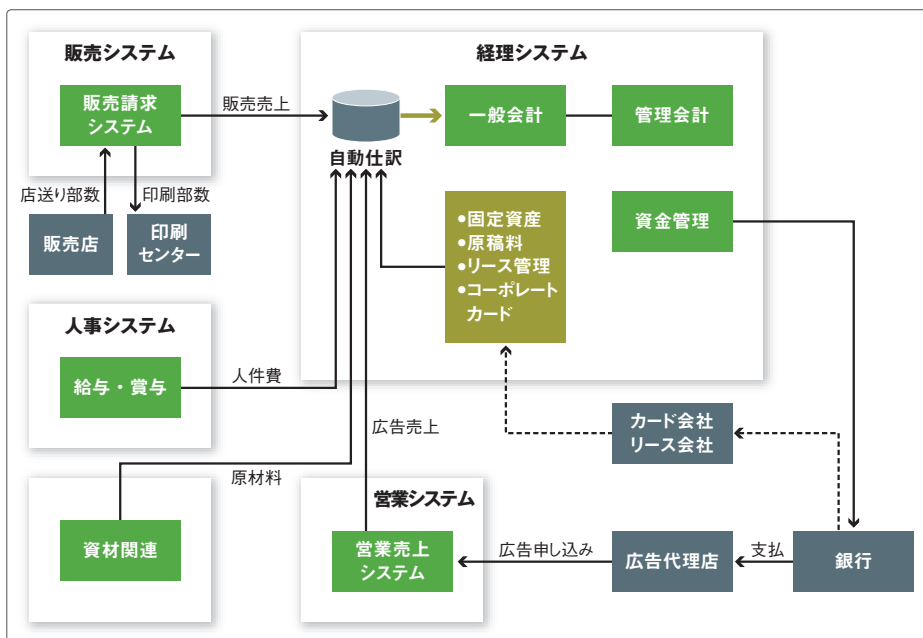 販売システム
販売請求
システム
販売売上
店送り部数
印刷部数
販売店
印刷
センター
経理システム
自動仕訳
一般会計
管理会計
●固定資産
●原稿料
●リース管理
●コーポレート
カード
資金管理
人事システム
給与・賞与
人件費
広告売上
原材料
資材関連
営業システム
営業売上
システム
広告申し込み
カード会社
リース会社
広告代理店
支払
銀行